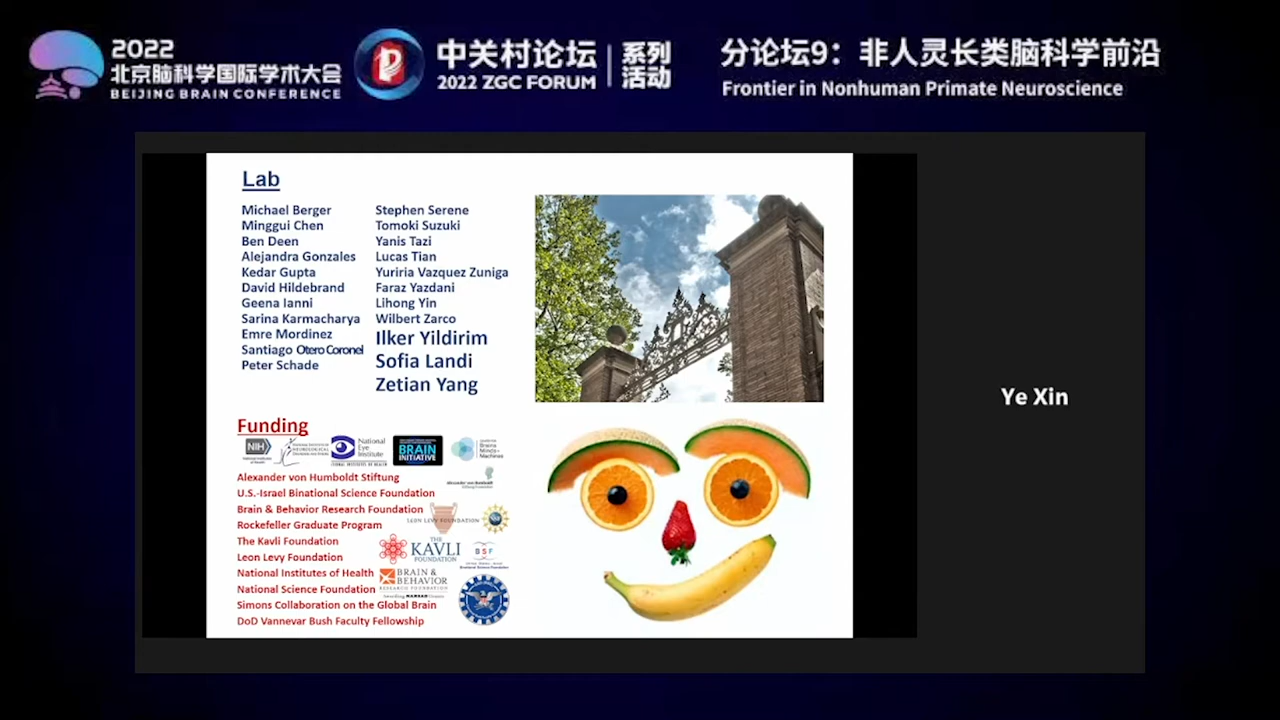 2022
北京脑科学国际学术大会
BEIJING BRAIN CONFERENCE
中关村论坛
2022 ZGC FORUM
系列
活动
分论坛9：非人灵长类脑科学前沿
Frontier in Nonhuman Primate Neuroscience
Lab
Michael Berger
Minggui Chen
Ben Deen
Alejandra Gonzales
Kedar Gupta
David Hildebrand
Geena Ianni
Sarina Karmacharya
Emre Mordinez
Santiago Otero Coronel
Peter Schade
Stephen Serene
Tomoki Suzuki
Yanis Tazi
Lucas Tian
Yuriria Vazquez Zuniga
Faraz Yazdani
Lihong Yin
Wilbert Zarco
Ilker Yildirim
Sofia Landi
Zetian Yang
Funding
NIH
National
Eye
Institute
BRAIN
INITIATIVE
Brains
Minds+
Machines
Alexander von Humboldt Stiftung
U.S.-Israel Binational Science Foundation
Brain & Behavior Research Foundation
LEON LEVY FOUNDATION
Rockefeller Graduate Program
The Kavli Foundation
THE
KAVLI
FOUNDATION
BSF
Leon Levy Foundation
National Institutes of Health
BRAIN &
BEHAVIOR
RESEARCH FOUNDATION
National Science Foundation
Simons Collaboration on the Global Brain
DoD Vannevar Bush Faculty Fellowship
Ye Xin